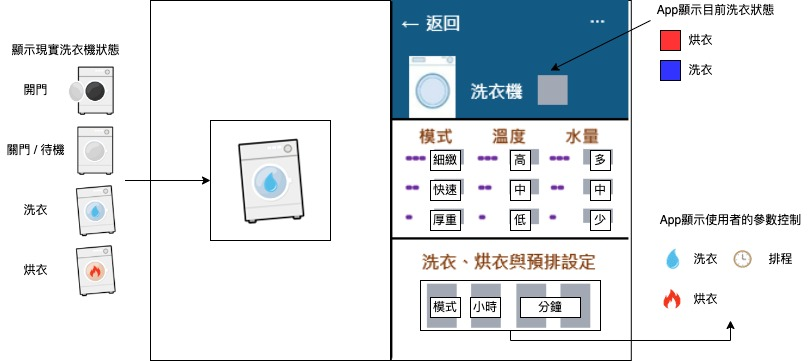 顯示現實洗衣機狀態
開門
關門 / 待機
洗衣
烘衣
← 返回
...
洗衣機
模式 溫度 水量
細緻 高 多
快速 中 中
厚重 低 少
洗衣、烘衣與預排設定
模式 小時 分鐘
App顯示目前洗衣狀態
烘衣
洗衣
App顯示使用者的參數控制
洗衣 排程
烘衣